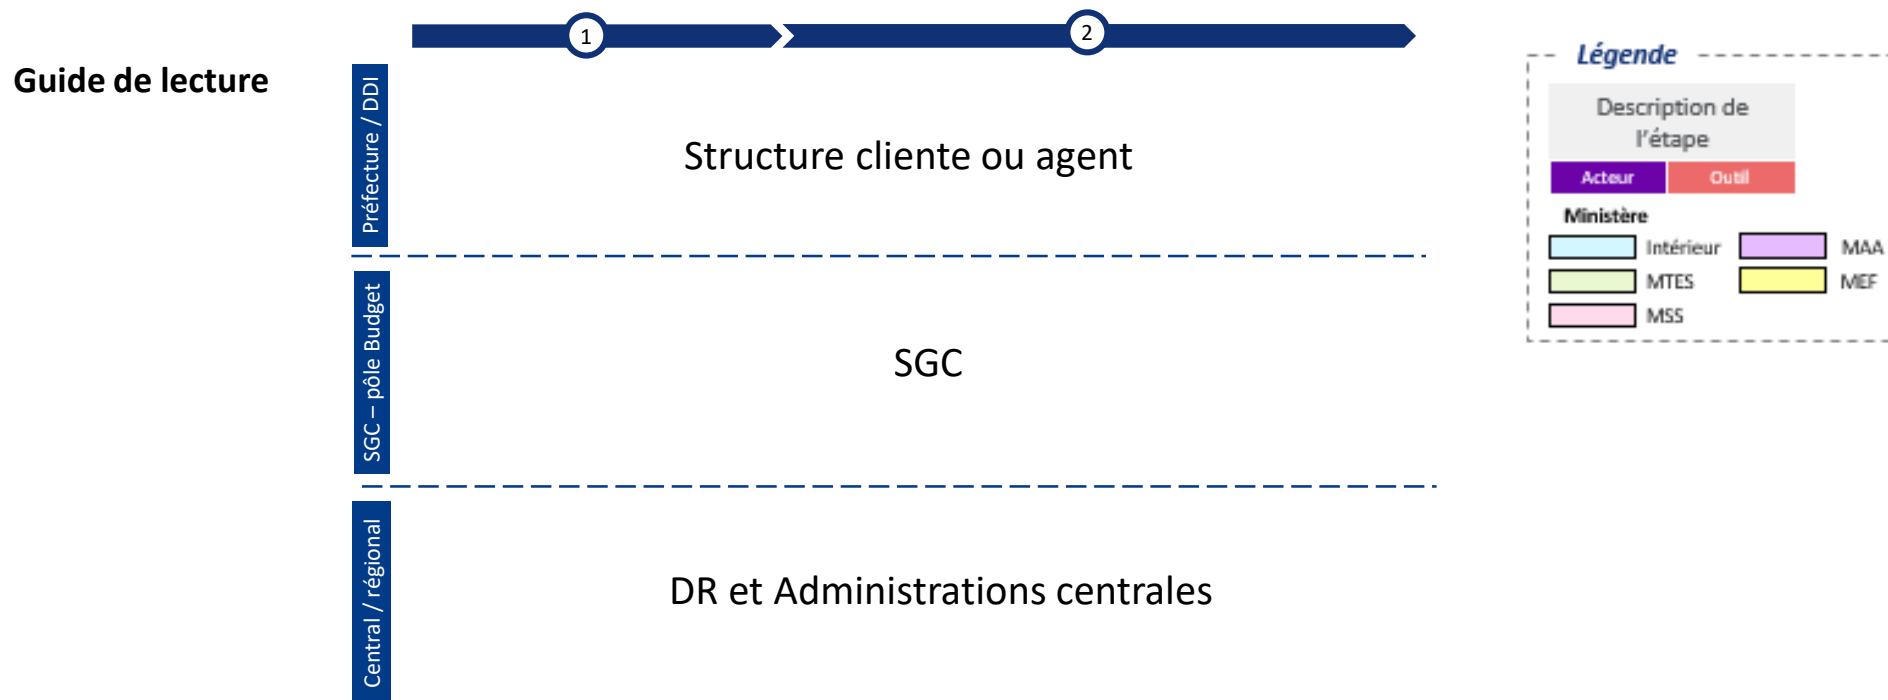 Guide de lecture
1
2
Préfecture / DDI
Structure cliente ou agent
SGC – pôle Budget
SGC
Central / régional
DR et Administrations centrales
Légende
Description de
l'étape
Acteur
Outil
Ministère
Intérieur
MAA
MTES
MEF
MSS